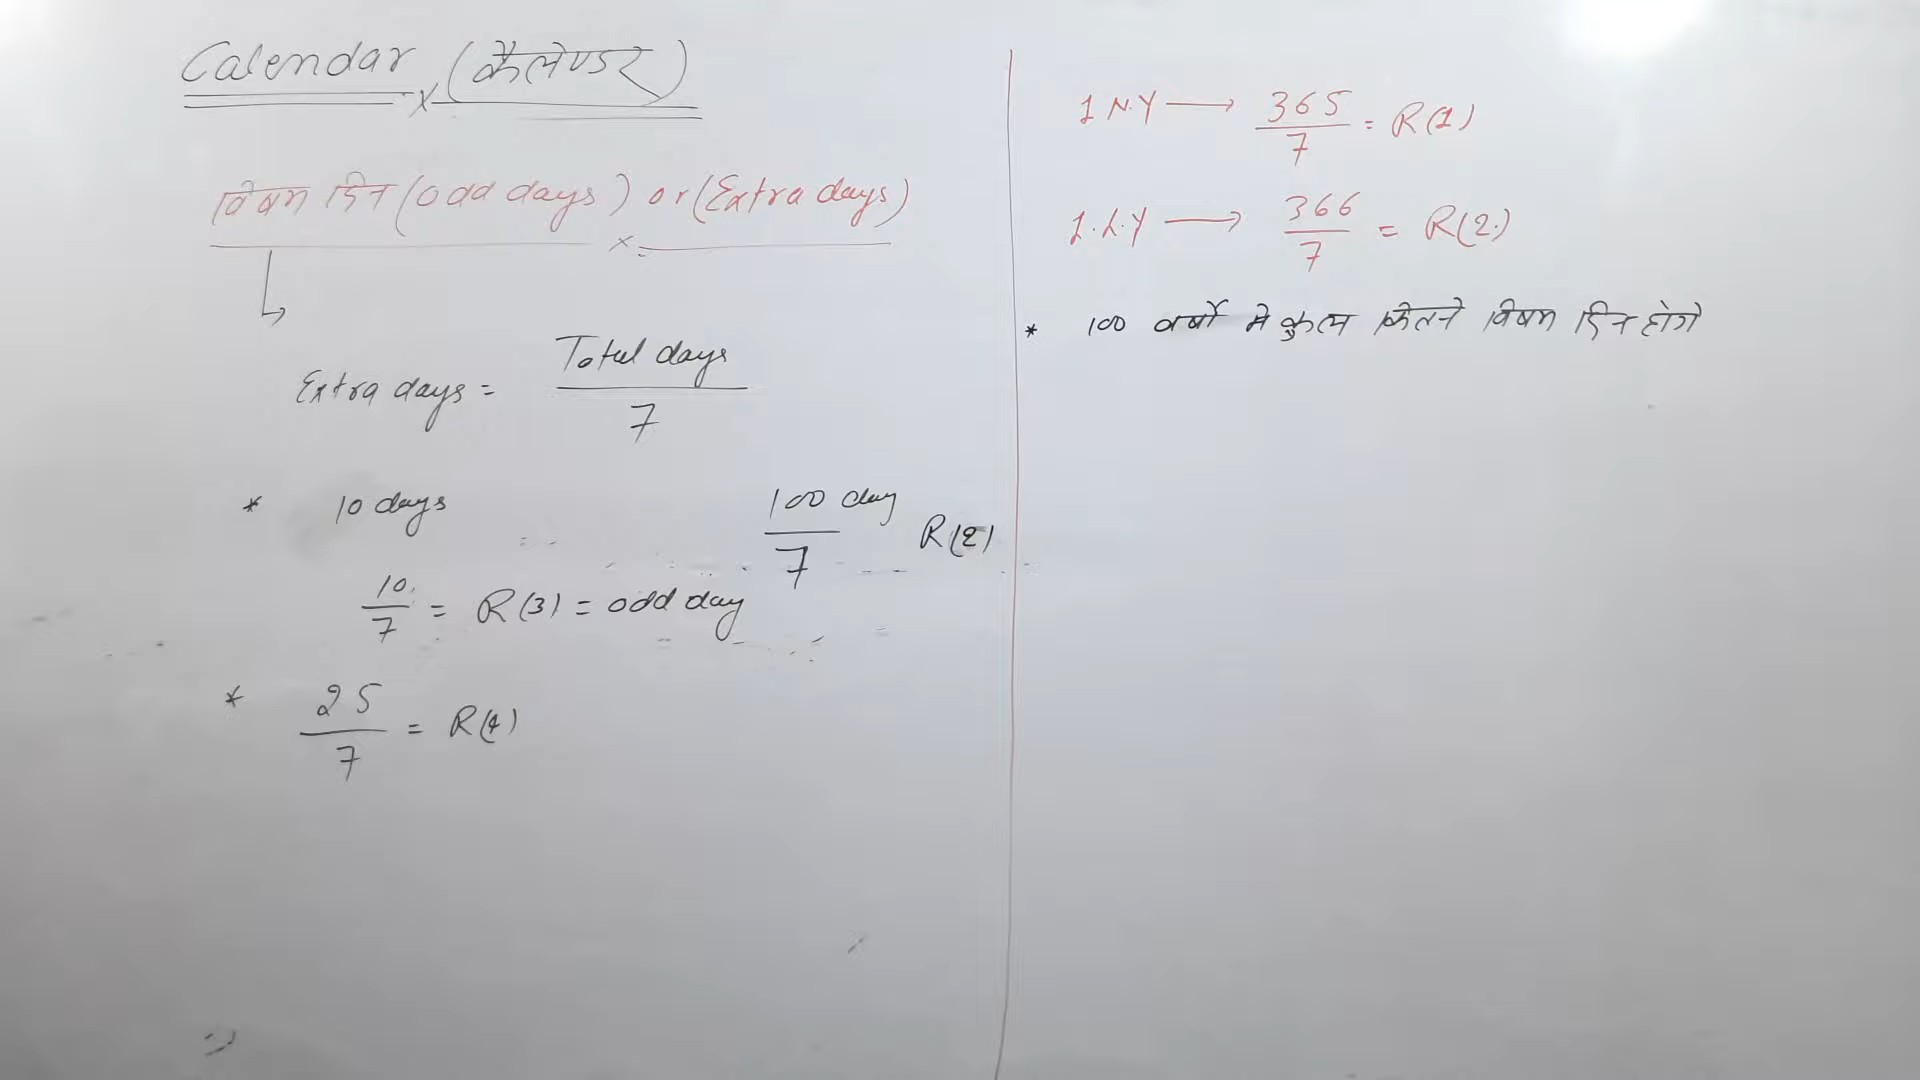 Calendar (कैलेण्डर)
विषम दिन (odd days) or (Extra days)
Extra days = Total days / 7
* 10 days
10 / 7 = R(3) = odd day
100 day / 7 R(2)
* 25 / 7 = R(4)
1 N.Y → 365 / 7 = R(1)
1.L.Y → 366 / 7 = R(2)
* 100 वर्षो मे कुल कितने विषम दिन होगे